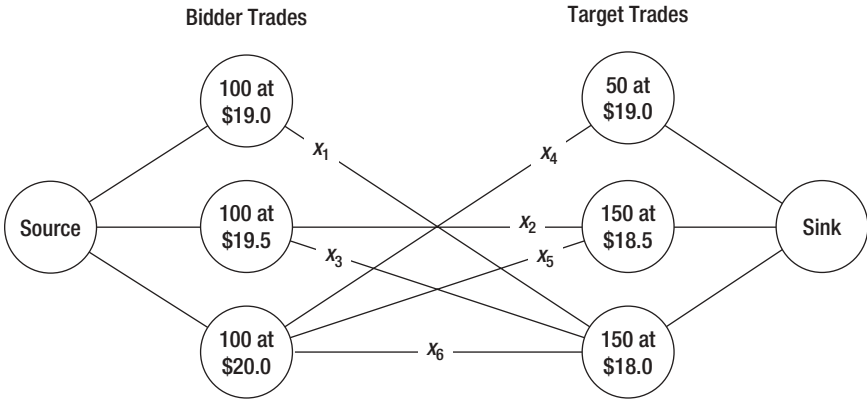 Bidder Trades
Target Trades
100 at
$19.0
50 at
$19.0
x₁
x₄
Source
100 at
$19.5
x₂
150 at
$18.5
Sink
x₃
x₅
100 at
$20.0
x₆
150 at
$18.0